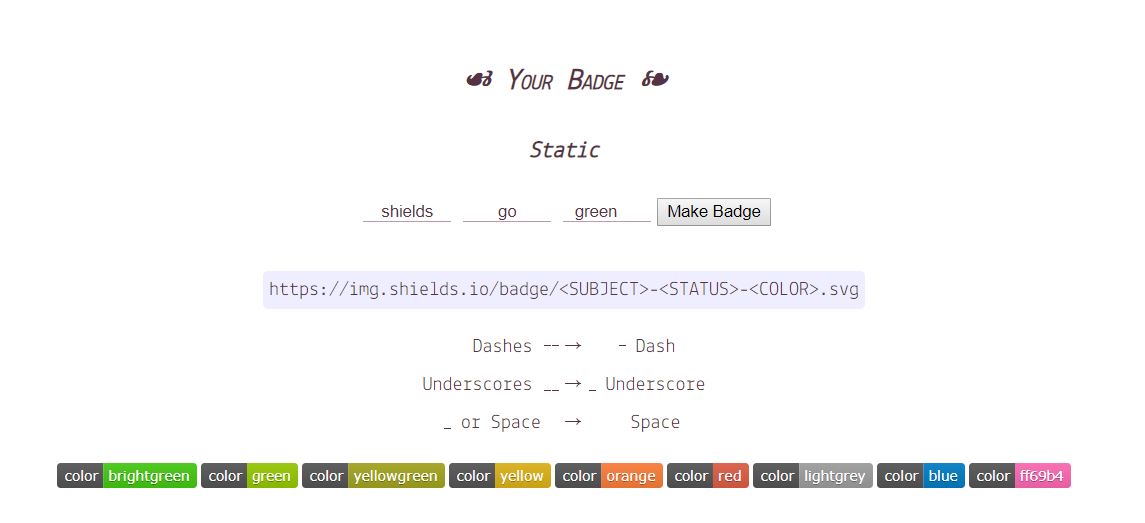 ☙ Your Badge ❧
Static
shields go green Make Badge
https://img.shields.io/badge/<SUBJECT>-<STATUS>-<COLOR>.svg
Dashes -- → - Dash
Underscores __ → _ Underscore
_ or Space → Space
color brightgreen color green color yellowgreen color yellow color orange color red color lightgrey color blue color ff69b4